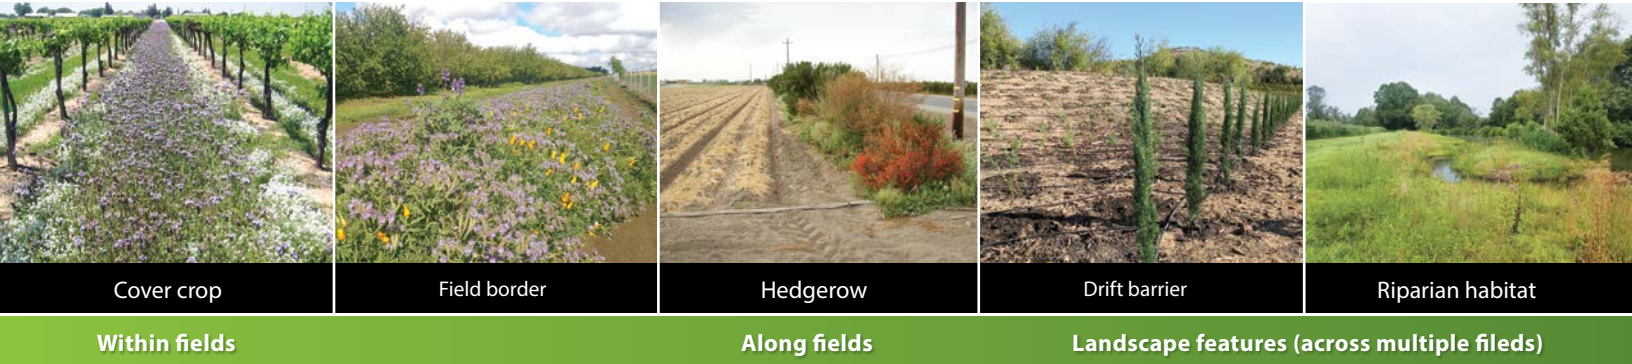 Cover crop
Field border
Hedgerow
Drift barrier
Riparian habitat
Within fields
Along fields
Landscape features (across multiple fileds)